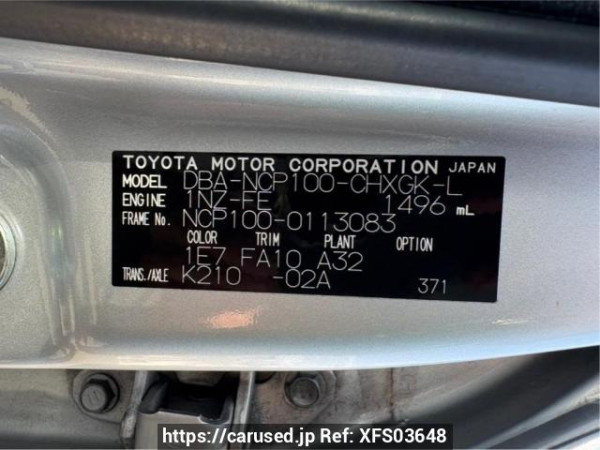 TOYOTA MOTOR CORPORATION JAPAN
MODEL DBA-NCP100-CHXGK-L
ENGINE 1NZ-FE 1496 mL
FRAME No. NCP100-0113083
COLOR TRIM PLANT OPTION
1E7 FA10 A32
TRANS./AXLE K210 -02A 371
https://carused.jp Ref: XFS03648